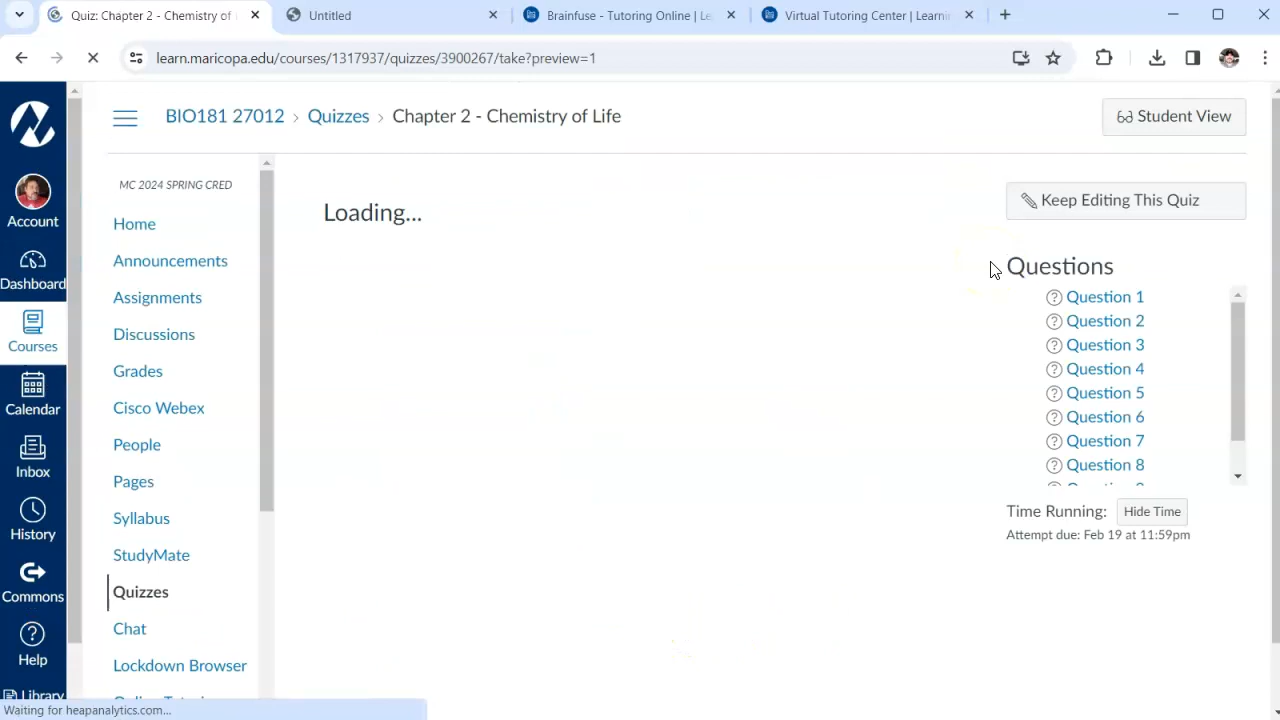 Quiz: Chapter 2 - Chemistry of
Untitled
Brainfuse - Tutoring Online | Le
Virtual Tutoring Center | Learni
learn.maricopa.edu/courses/1317937/quizzes/3900267/take?preview=1
BIO181 27012 › Quizzes › Chapter 2 - Chemistry of Life
Student View
Account
Dashboard
Courses
Calendar
Inbox
History
Commons
Help
Library
MC 2024 SPRING CRED
Home
Announcements
Assignments
Discussions
Grades
Cisco Webex
People
Pages
Syllabus
StudyMate
Quizzes
Chat
Lockdown Browser
Loading...
Keep Editing This Quiz
Questions
Question 1
Question 2
Question 3
Question 4
Question 5
Question 6
Question 7
Question 8
Time Running: Hide Time
Attempt due: Feb 19 at 11:59pm
Waiting for heapanalytics.com...